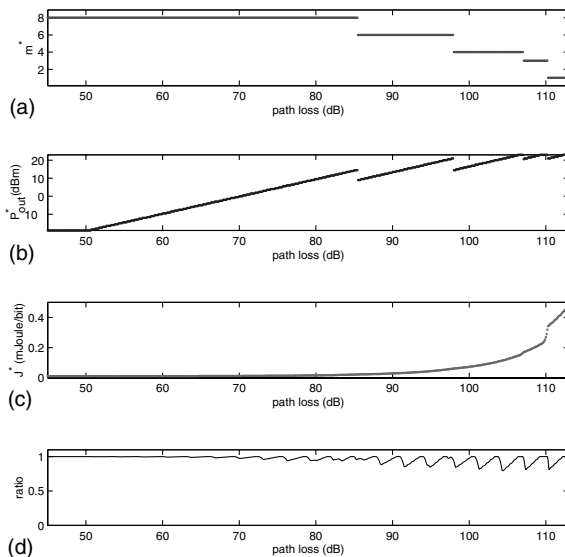 8
6
4
2
m*
50 60 70 80 90 100 110
path loss (dB)
(a)
20
10
0
10
P*out(dBm)
50 60 70 80 90 100 110
path loss (dB)
(b)
0.4
0.2
0
J* (mJoule/bit)
50 60 70 80 90 100 110
path loss (dB)
(c)
1
0.5
0
ratio
50 60 70 80 90 100 110
path loss (dB)
(d)